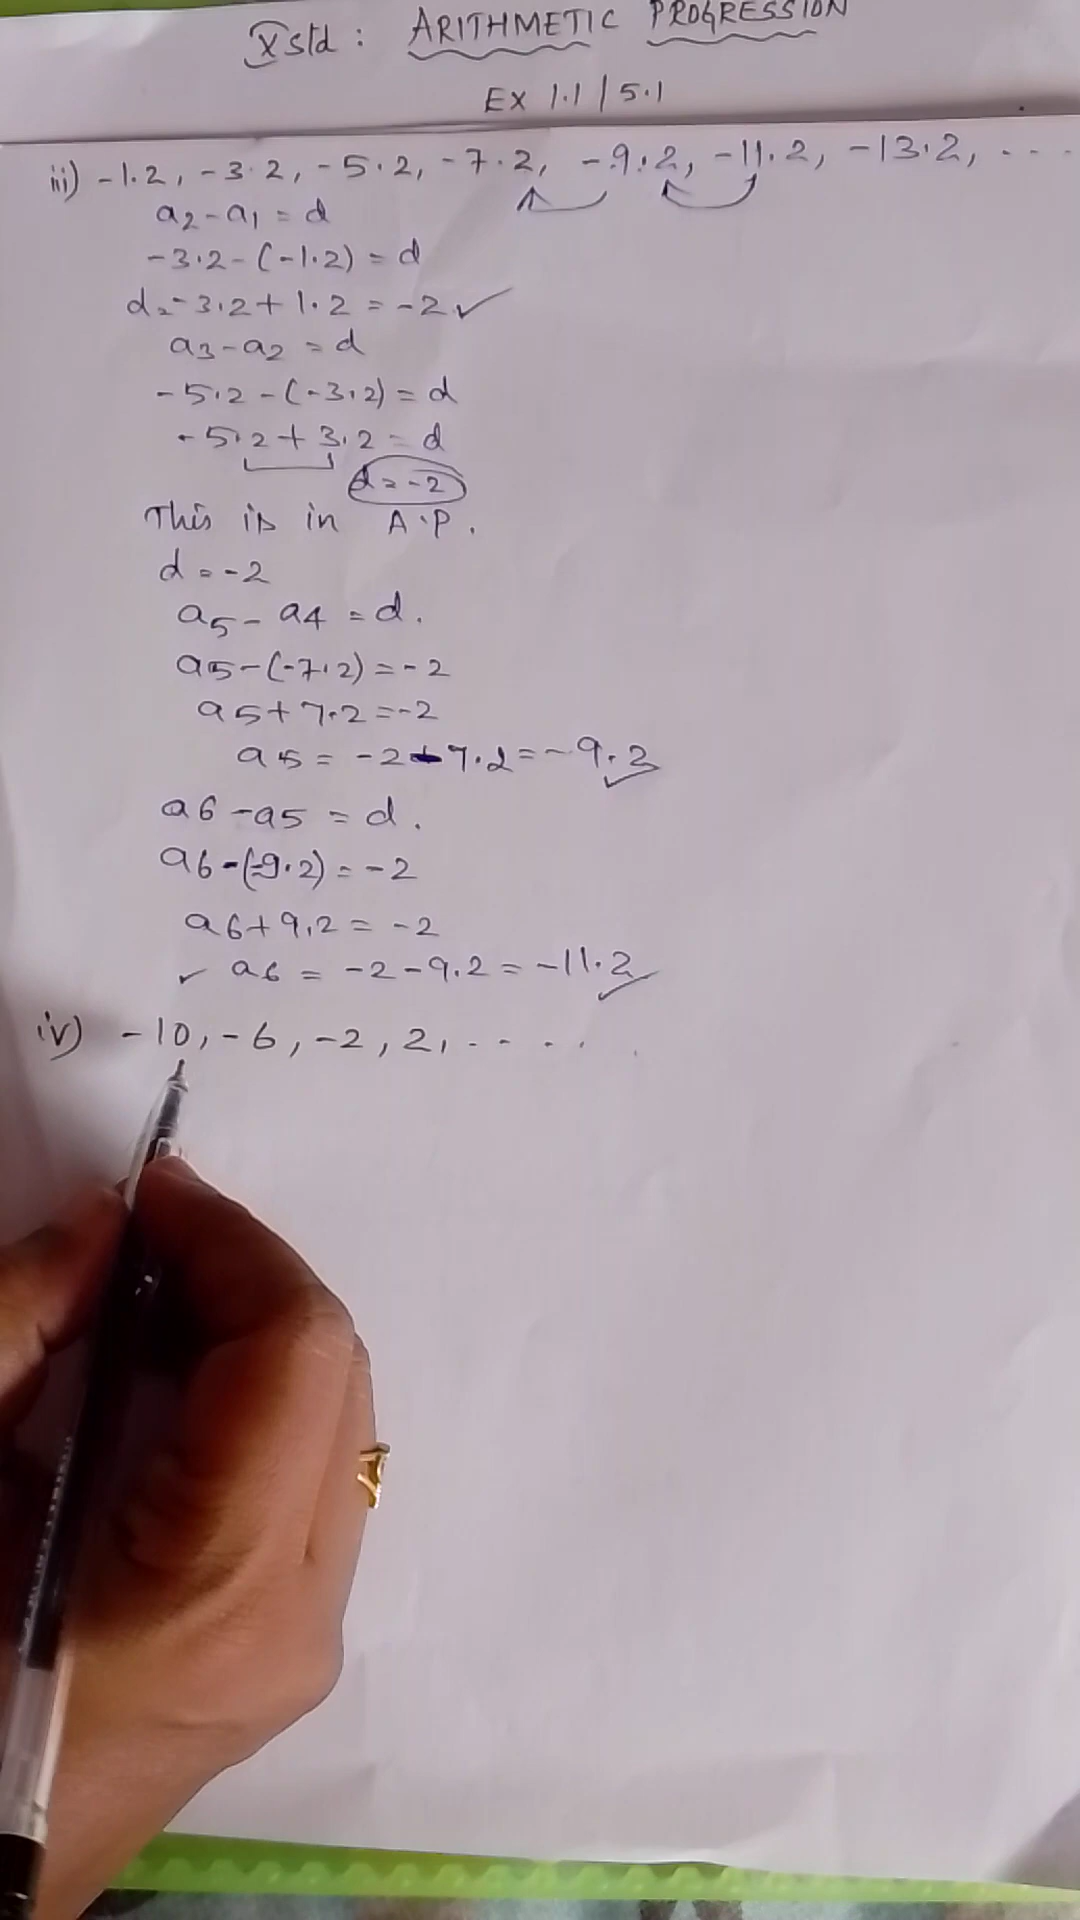 X std : ARITHMETIC PROGRESSION
Ex 1.1 / 5.1
iii) -1.2, -3.2, -5.2, -7.2, -9.2, -11.2, -13.2, ....
a2 - a1 = d
-3.2 - (-1.2) = d
d = -3.2 + 1.2 = -2 ✓
a3 - a2 = d
-5.2 - (-3.2) = d
-5.2 + 3.2 = d
d = -2
This is in A.P.
d = -2
a5 - a4 = d.
a5 - (-7.2) = -2
a5 + 7.2 = -2
a5 = -2 - 7.2 = -9.2
a6 - a5 = d.
a6 - (-9.2) = -2
a6 + 9.2 = -2
✓ a6 = -2 - 9.2 = -11.2
iv) -10, -6, -2, 2, .....